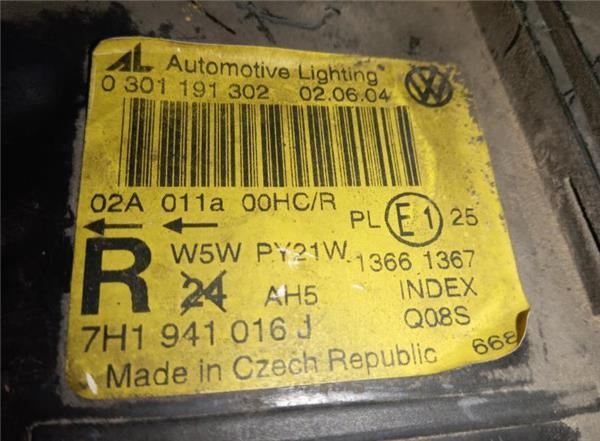 AL Automotive Lighting
0 301 191 302 02.06.04
02A 011a 00HC/R
PL E1 25
R W5W PY21W 1366 1367
24 AH5 INDEX
7H1 941 016 J Q08S
Made in Czech Republic 668